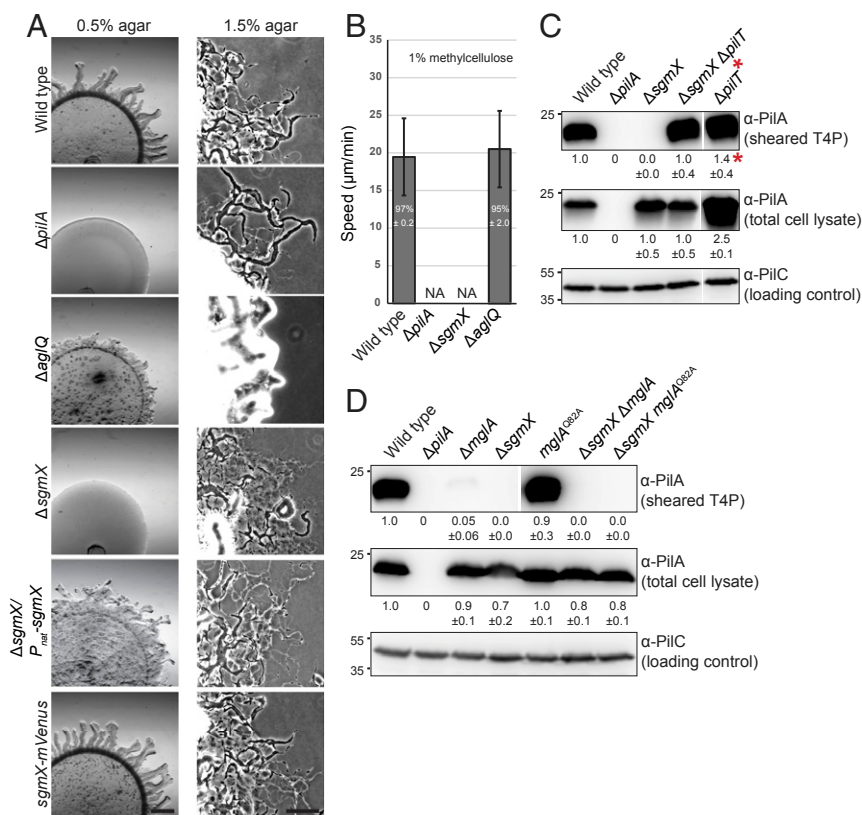 A
0.5% agar 1.5% agar
Wild type
ΔpilA
ΔaglQ
ΔsgmX
ΔsgmX/
Pnat-sgmX
sgmX-mVenus
B
35
30
25
20
15
10
5
0
Speed (µm/min)
1% methylcellulose
97%
± 0.2
NA NA
95%
± 2.0
Wild type ΔpilA ΔsgmX ΔaglQ
C
Wild type ΔpilA ΔsgmX ΔsgmX ΔpilT ΔpilT *
25
α-PilA
(sheared T4P)
1.0 0 0.0 1.0 1.4 *
±0.0 ±0.4 ±0.4
25
α-PilA
(total cell lysate)
1.0 0 1.0 1.0 2.5
±0.5 ±0.5 ±0.1
55
35
α-PilC
(loading control)
D
Wild type ΔpilA ΔmglA ΔsgmX mglAQ82A ΔsgmX ΔmglA ΔsgmX mglAQ82A
25
α-PilA
(sheared T4P)
1.0 0 0.05 0.0 0.9 0.0 0.0
±0.06 ±0.0 ±0.3 ±0.0 ±0.0
25
α-PilA
(total cell lysate)
1.0 0 0.9 0.7 1.0 0.8 0.8
±0.1 ±0.2 ±0.1 ±0.1 ±0.1
55
35
α-PilC
(loading control)